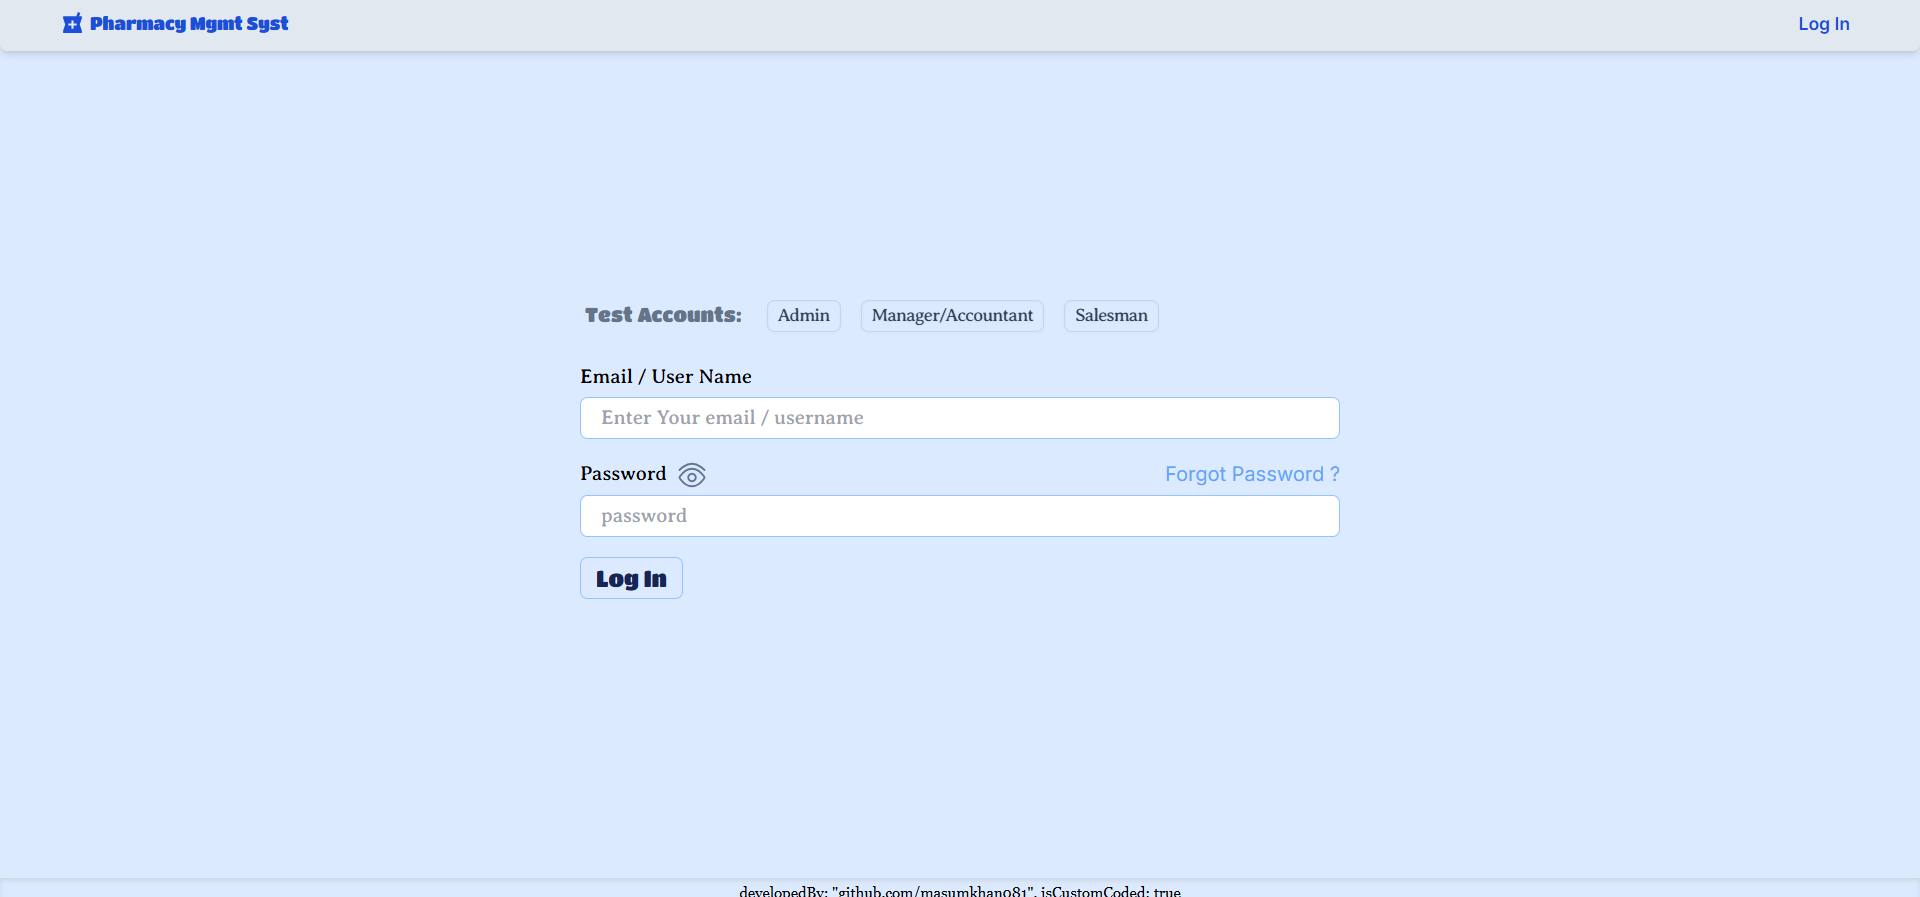 Pharmacy Mgmt Syst
Log In
Test Accounts: Admin Manager/Accountant Salesman
Email / User Name
Enter Your email / username
Password Forgot Password ?
password
Log In
developedBy: "github.com/masumkhan081", isCustomCoded: true